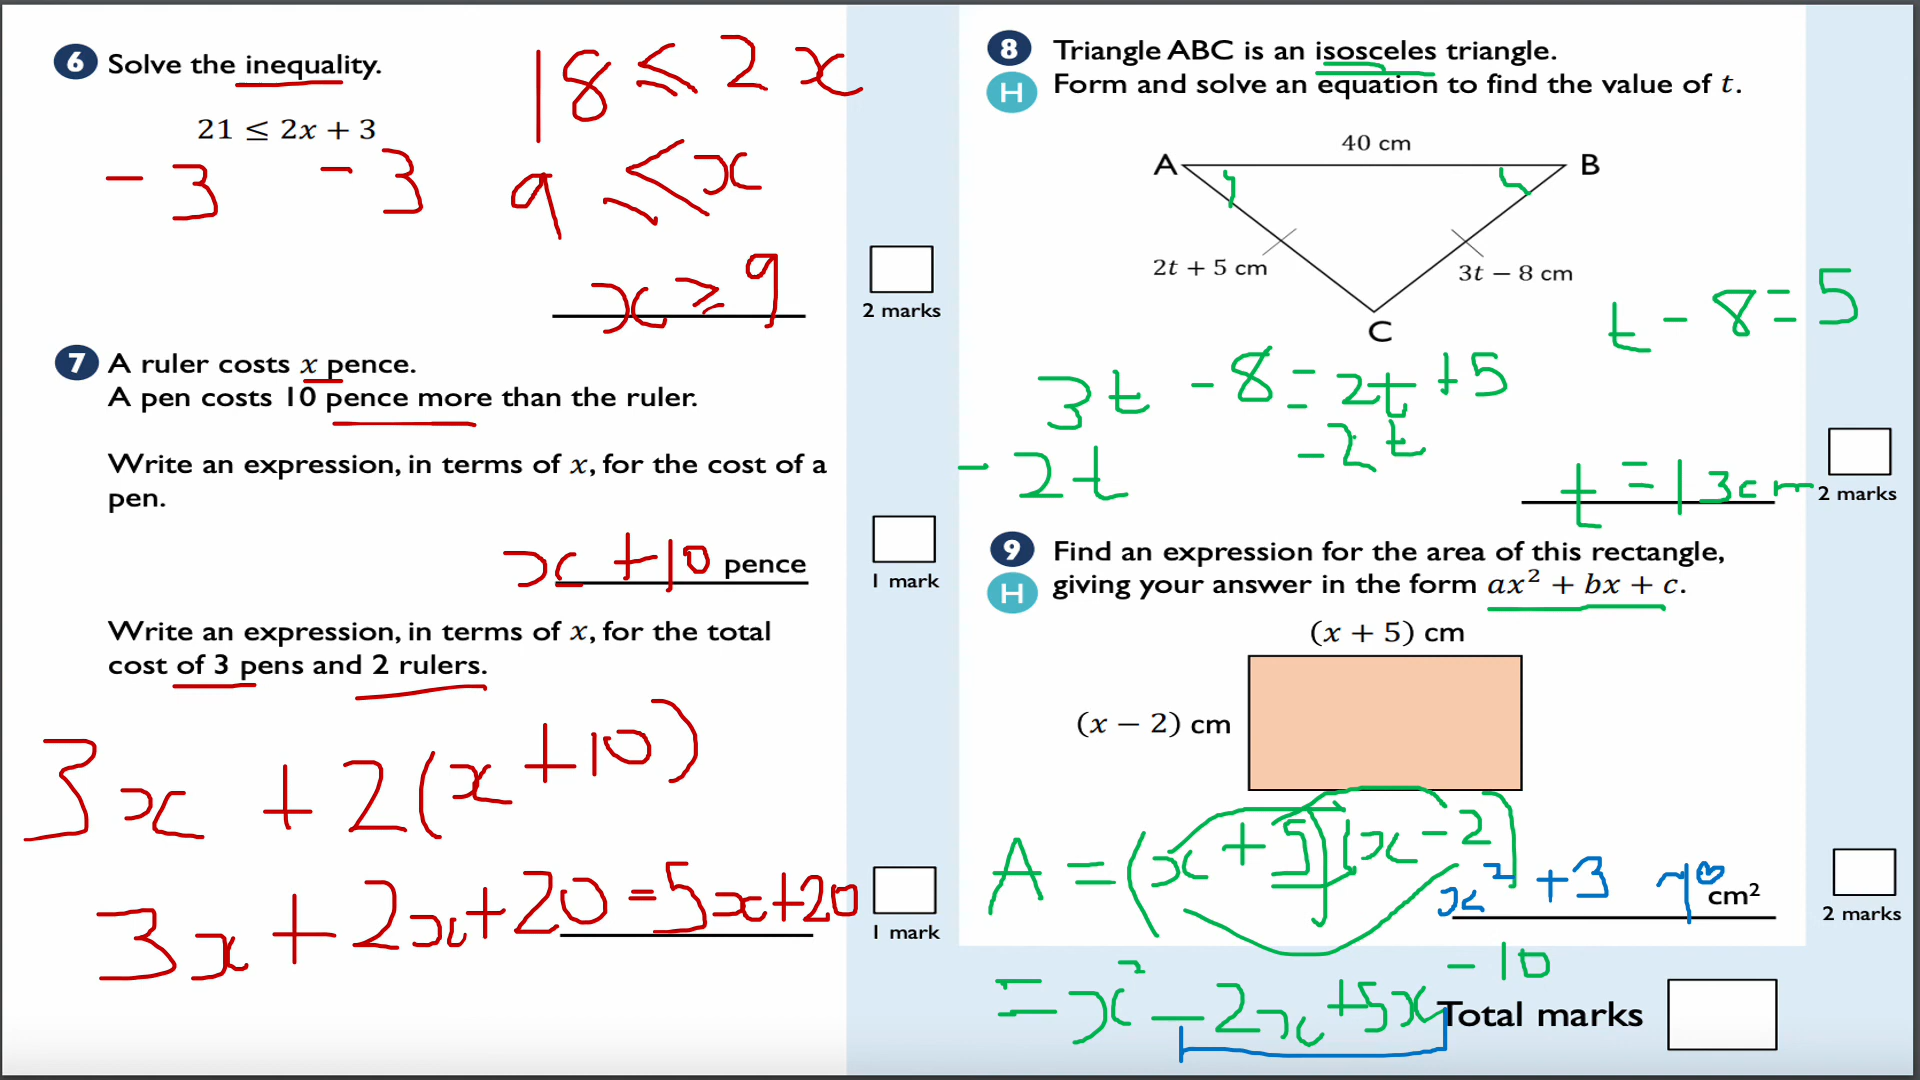 6 Solve the inequality.
21 ≤ 2x + 3
- 3 - 3
18 ≤ 2x
9 ≤ x
x ≥ 9
2 marks
7 A ruler costs x pence.
A pen costs 10 pence more than the ruler.
Write an expression, in terms of x, for the cost of a
pen.
x + 10 pence
1 mark
Write an expression, in terms of x, for the total
cost of 3 pens and 2 rulers.
3x + 2(x + 10)
3x + 2x + 20 = 5x + 20
1 mark
8 Triangle ABC is an isosceles triangle.
H Form and solve an equation to find the value of t.
40 cm
A B
2t + 5 cm 3t − 8 cm
C
t - 8 = 5
3t - 8 = 2t + 5
- 2t - 2t
t = 13cm
2 marks
9 Find an expression for the area of this rectangle,
H giving your answer in the form ax² + bx + c.
(x + 5) cm
(x − 2) cm
A = (x + 5)(x - 2)
x² + 3 -10 cm²
2 marks
= x² - 2x + 5x - 10
Total marks